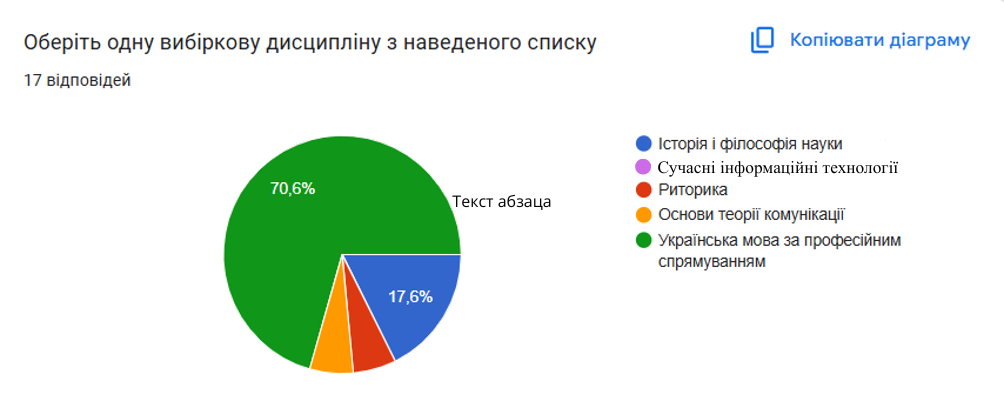 Оберіть одну вибіркову дисципліну з наведеного списку
Копіювати діаграму
17 відповідей
70,6%
17,6%
Текст абзаца
Історія і філософія науки
Сучасні інформаційні технології
Риторика
Основи теорії комунікації
Українська мова за професійним
спрямуванням